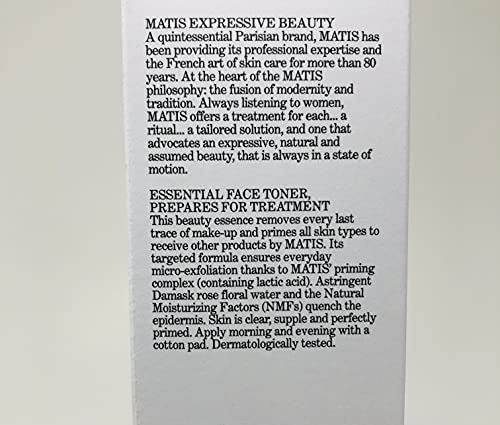 MATIS EXPRESSIVE BEAUTY
A quintessential Parisian brand, MATIS has
been providing its professional expertise and
the French art of skin care for more than 80
years. At the heart of the MATIS
philosophy: the fusion of modernity and
tradition. Always listening to women,
MATIS offers a treatment for each... a
ritual... a tailored solution, and one that
advocates an expressive, natural and
assumed beauty, that is always in a state of
motion.
ESSENTIAL FACE TONER,
PREPARES FOR TREATMENT
This beauty essence removes every last
trace of make-up and primes all skin types to
receive other products by MATIS. Its
targeted formula ensures everyday
micro-exfoliation thanks to MATIS' priming
complex (containing lactic acid). Astringent
Damask rose floral water and the Natural
Moisturizing Factors (NMFs) quench the
epidermis. Skin is clear, supple and perfectly
primed. Apply morning and evening with a
cotton pad. Dermatologically tested.